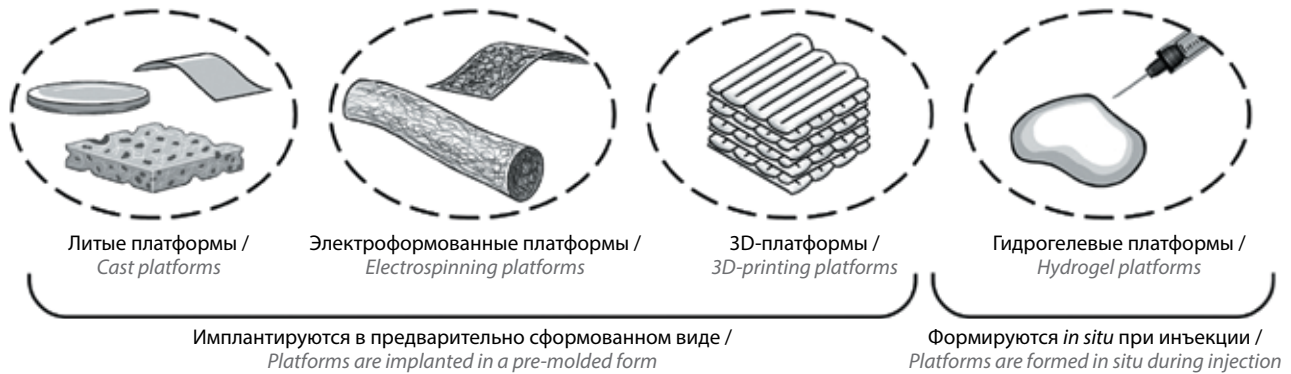 Литые платформы /
Cast platforms
Электроформованные платформы /
Electrospinning platforms
3D-платформы /
3D-printing platforms
Гидрогелевые платформы /
Hydrogel platforms
Имплантируются в предварительно сформованном виде /
Platforms are implanted in a pre-molded form
Формируются in situ при инъекции /
Platforms are formed in situ during injection